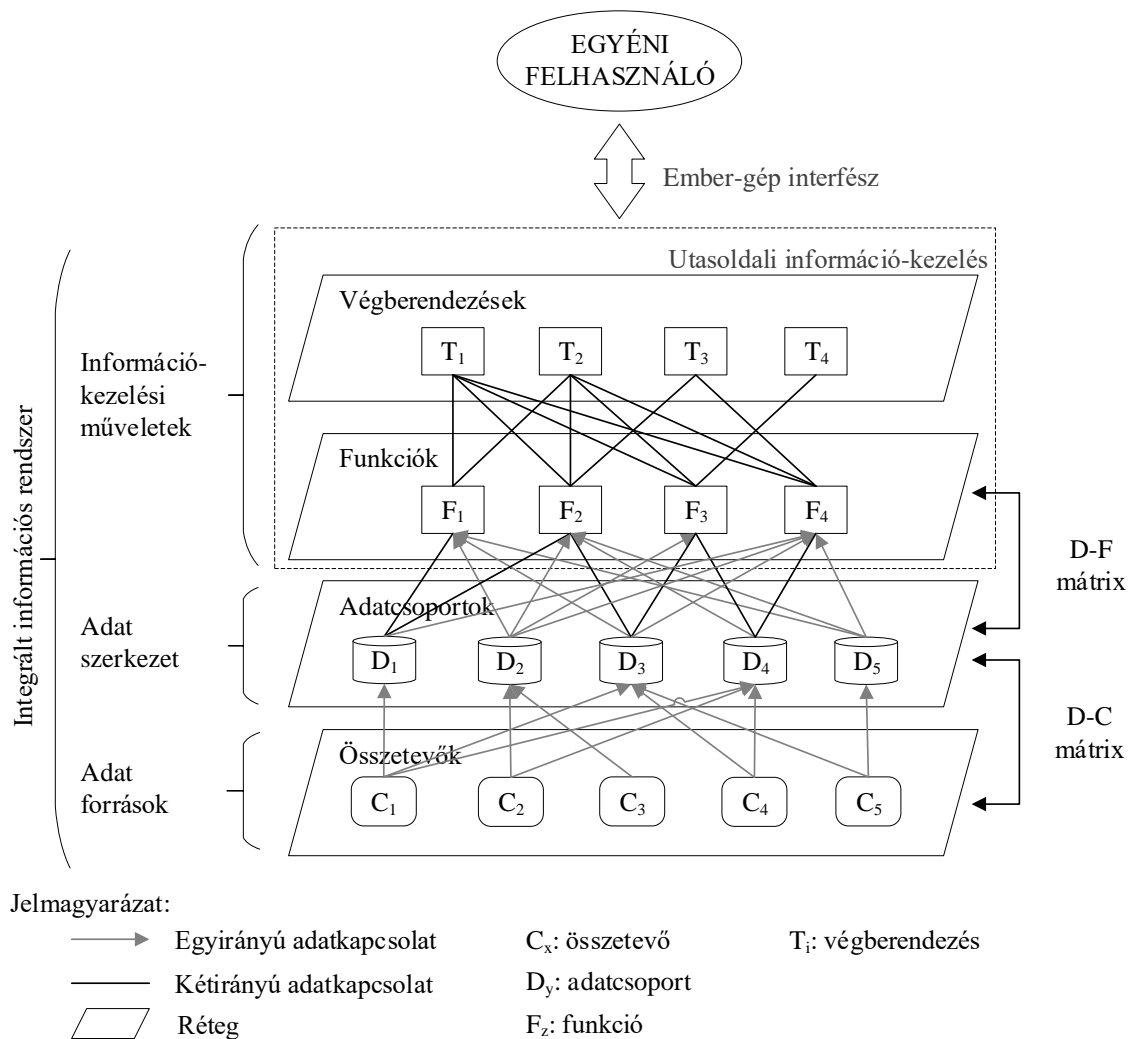 EGYÉNI
FELHASZNÁLÓ
Ember-gép interfész
Utasoldali információ-kezelés
Integrált információs rendszer
Információ-
kezelési
műveletek
Végberendezések
T₁ T₂ T₃ T₄
Funkciók
F₁ F₂ F₃ F₄
D-F
mátrix
Adat
szerkezet
Adatcsoportok
D₁ D₂ D₃ D₄ D₅
D-C
mátrix
Adat
források
Összetevők
C₁ C₂ C₃ C₄ C₅
Jelmagyarázat:
Egyirányú adatkapcsolat
Kétirányú adatkapcsolat
Réteg
Cₓ: összetevő
Dy: adatcsoport
Fz: funkció
Tᵢ: végberendezés